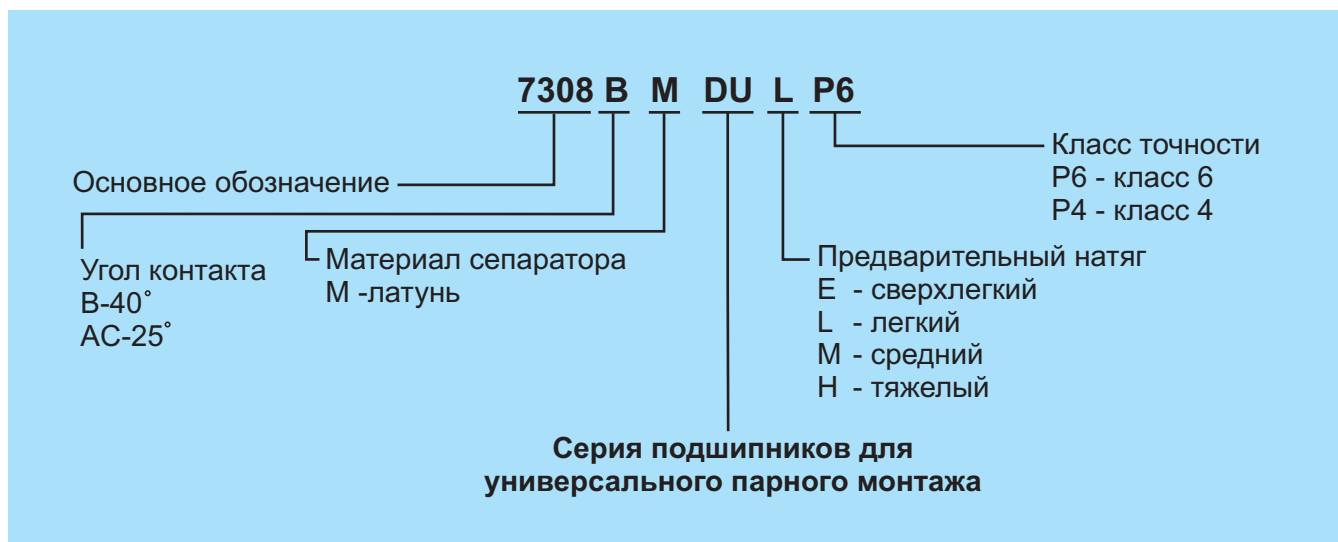 7308 B M DU L P6
Основное обозначение
Класс точности
P6 - класс 6
P4 - класс 4
Угол контакта
B-40˚
AC-25˚
Материал сепаратора
M -латунь
Предварительный натяг
E - сверхлегкий
L - легкий
M - средний
H - тяжелый
Серия подшипников для
универсального парного монтажа